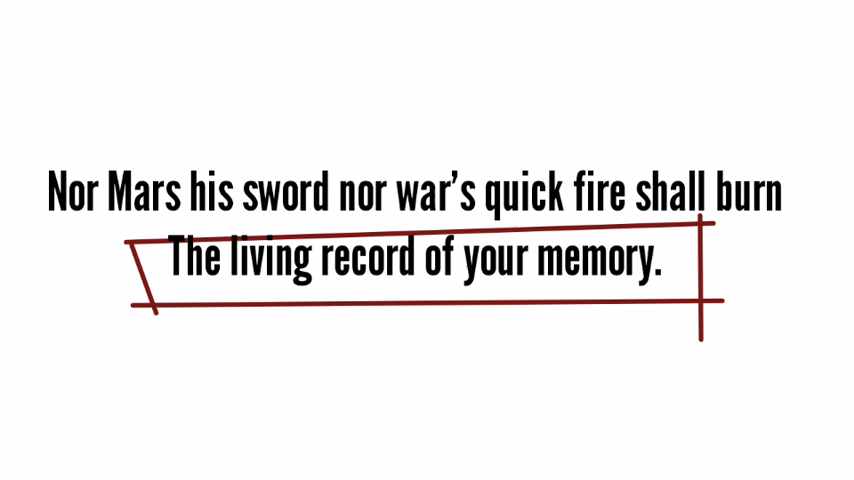 Nor Mars his sword nor war’s quick fire shall burn
The living record of your memory.